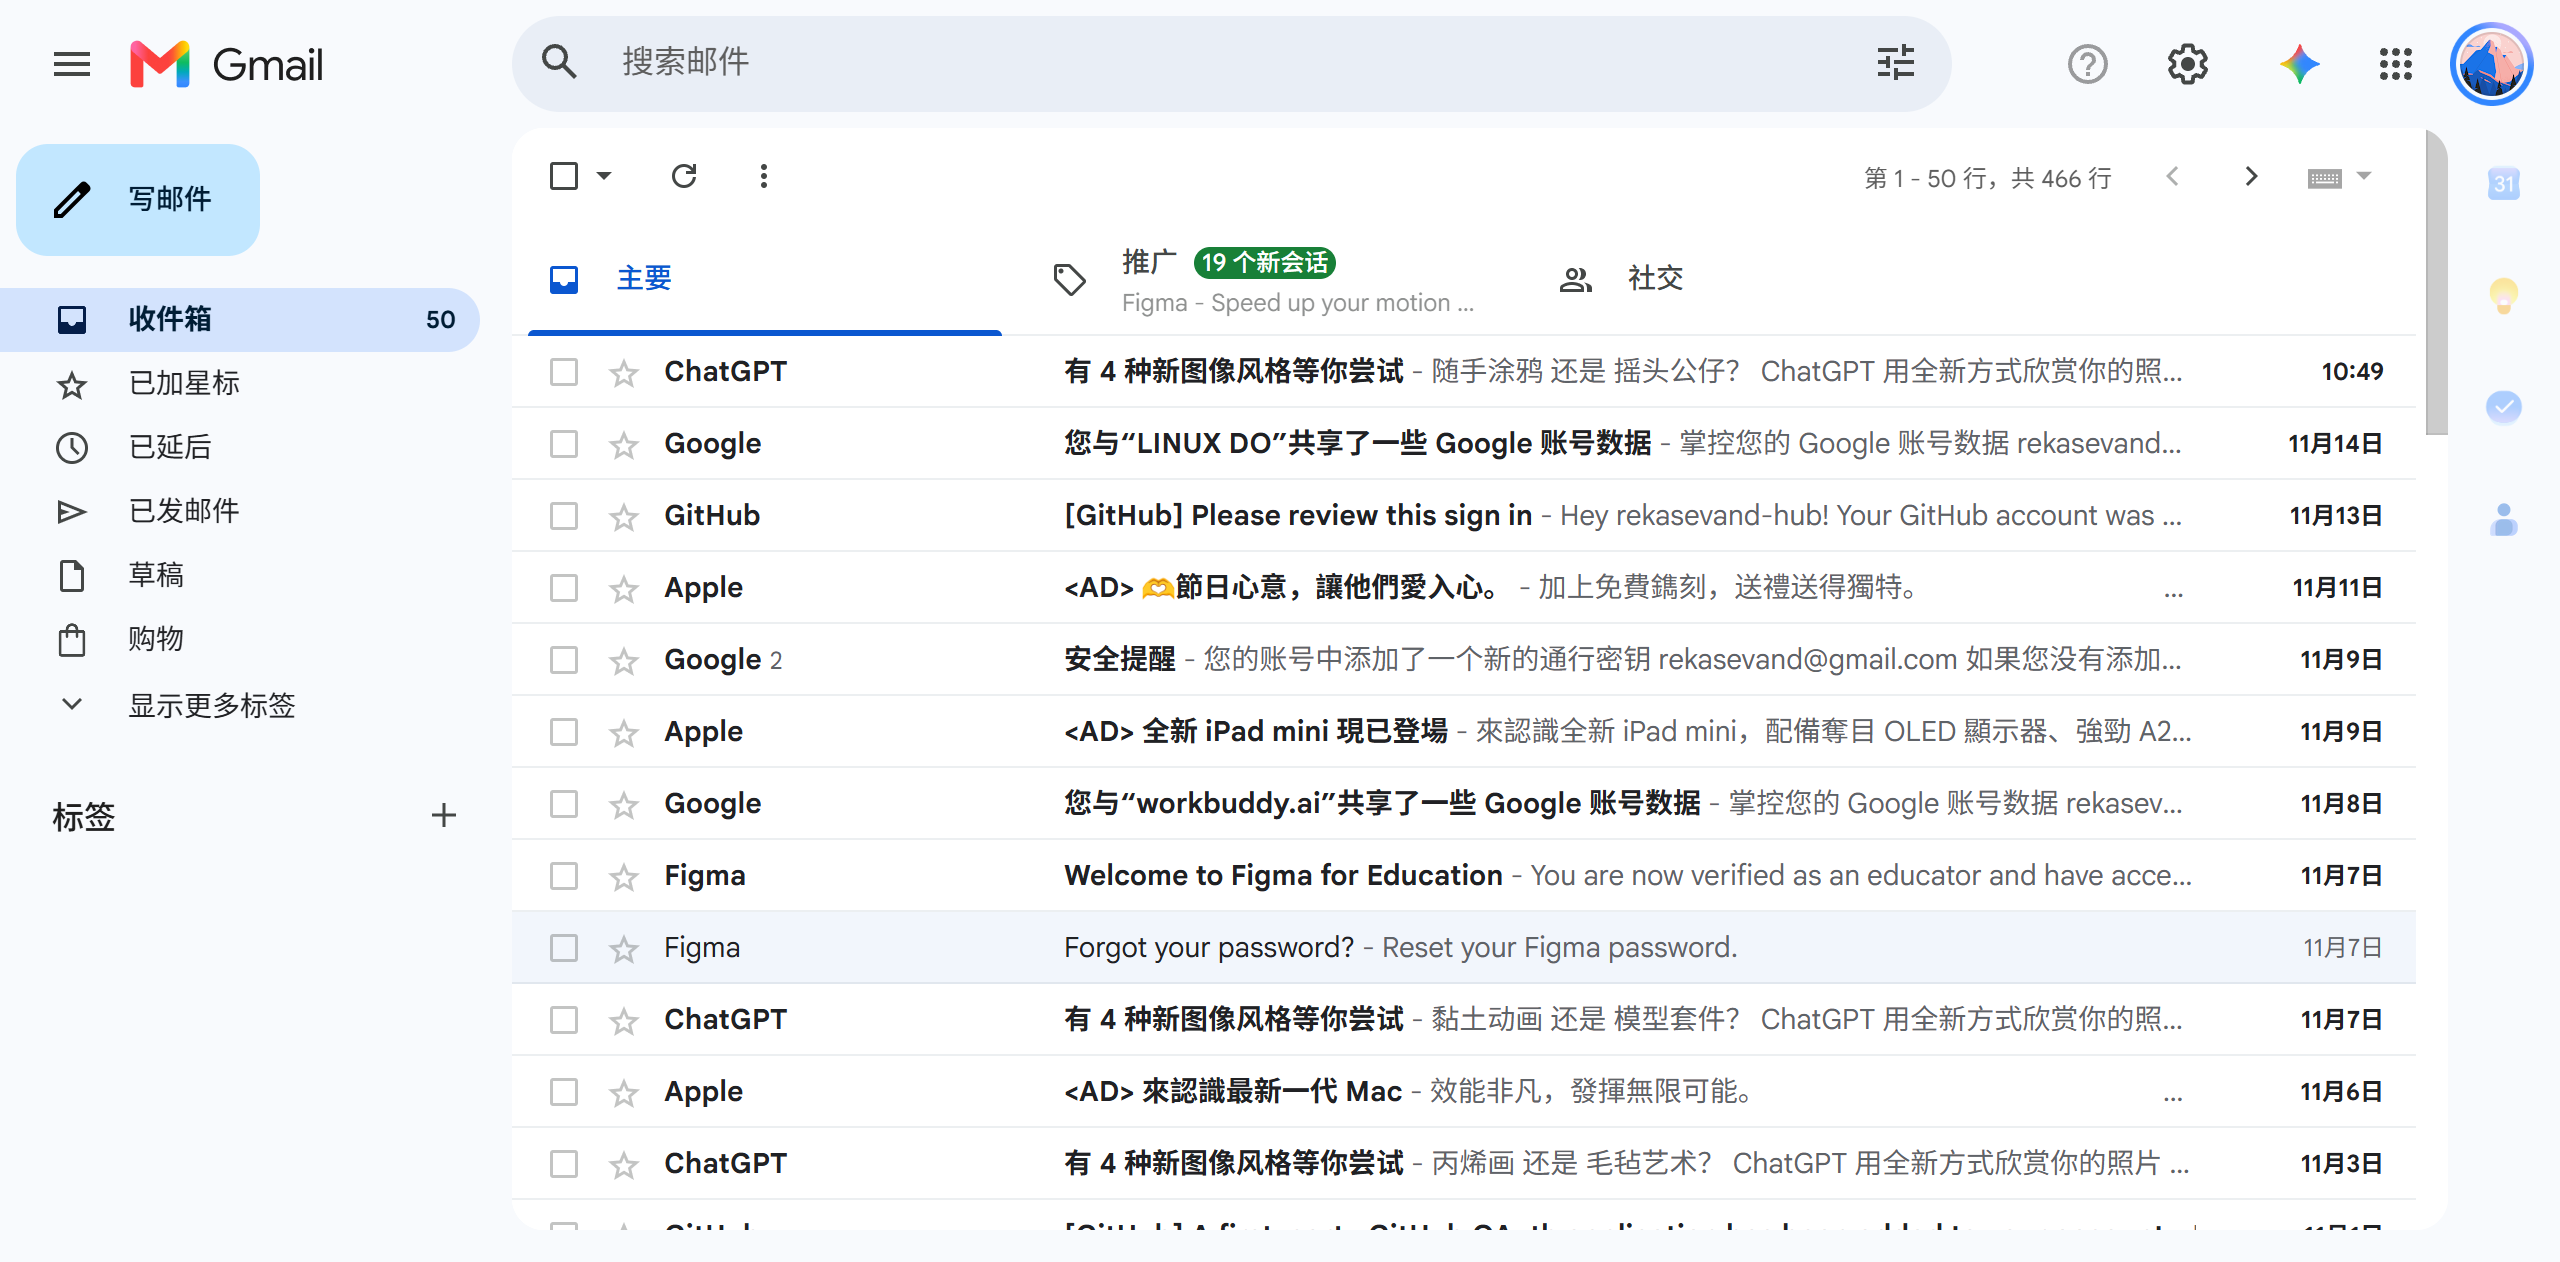 Gmail
搜索邮件
写邮件
收件箱 50
已加星标
已延后
已发邮件
草稿
购物
显示更多标签
标签
第 1 - 50 行，共 466 行
31
主要
推广 19 个新会话
Figma - Speed up your motion ...
社交
ChatGPT 有 4 种新图像风格等你尝试 - 随手涂鸦 还是 摇头公仔？ ChatGPT 用全新方式欣赏你的照... 10:49
Google 您与“LINUX DO”共享了一些 Google 账号数据 - 掌控您的 Google 账号数据 rekasevand... 11月14日
GitHub [GitHub] Please review this sign in - Hey rekasevand-hub! Your GitHub account was ... 11月13日
Apple <AD> 🫶節日心意，讓他們愛入心。 - 加上免費鐫刻，送禮送得獨特。 ... 11月11日
Google 2 安全提醒 - 您的账号中添加了一个新的通行密钥 rekasevand@gmail.com 如果您没有添加... 11月9日
Apple <AD> 全新 iPad mini 現已登場 - 來認識全新 iPad mini，配備奪目 OLED 顯示器、強勁 A2... 11月9日
Google 您与“workbuddy.ai”共享了一些 Google 账号数据 - 掌控您的 Google 账号数据 rekasev... 11月8日
Figma Welcome to Figma for Education - You are now verified as an educator and have acce... 11月7日
Figma Forgot your password? - Reset your Figma password. 11月7日
ChatGPT 有 4 种新图像风格等你尝试 - 黏土动画 还是 模型套件？ ChatGPT 用全新方式欣赏你的照... 11月7日
Apple <AD> 來認識最新一代 Mac - 效能非凡，發揮無限可能。 ... 11月6日
ChatGPT 有 4 种新图像风格等你尝试 - 丙烯画 还是 毛毡艺术？ ChatGPT 用全新方式欣赏你的照片 ... 11月3日